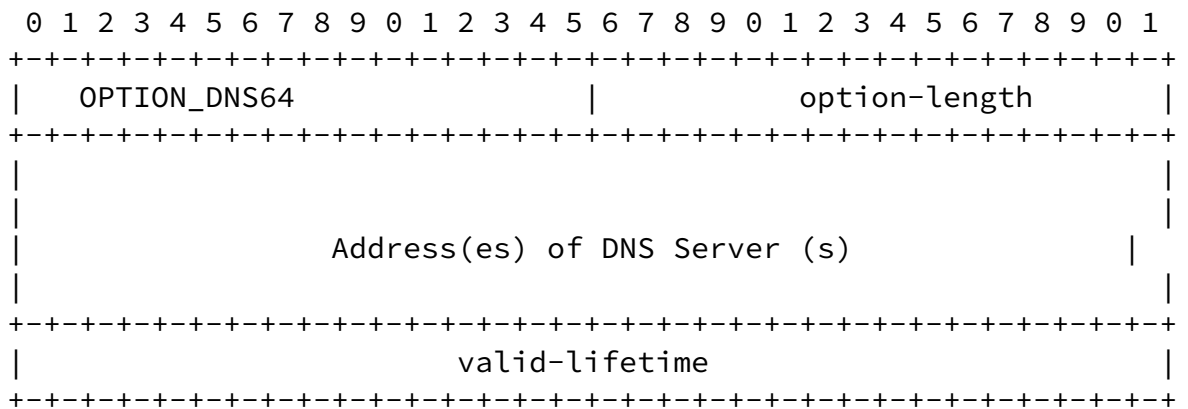 0 1 2 3 4 5 6 7 8 9 0 1 2 3 4 5 6 7 8 9 0 1 2 3 4 5 6 7 8 9 0 1
+-+-+-+-+-+-+-+-+-+-+-+-+-+-+-+-+-+-+-+-+-+-+-+-+-+-+-+-+-+-+-+-+
|   OPTION_DNS64                |           option-length       |
+-+-+-+-+-+-+-+-+-+-+-+-+-+-+-+-+-+-+-+-+-+-+-+-+-+-+-+-+-+-+-+-+
|                                                               |
|                                                               |
|                 Address(es) of DNS Server (s)               |
|                                                               |
+-+-+-+-+-+-+-+-+-+-+-+-+-+-+-+-+-+-+-+-+-+-+-+-+-+-+-+-+-+-+-+-+
|                        valid-lifetime                         |
+-+-+-+-+-+-+-+-+-+-+-+-+-+-+-+-+-+-+-+-+-+-+-+-+-+-+-+-+-+-+-+-+